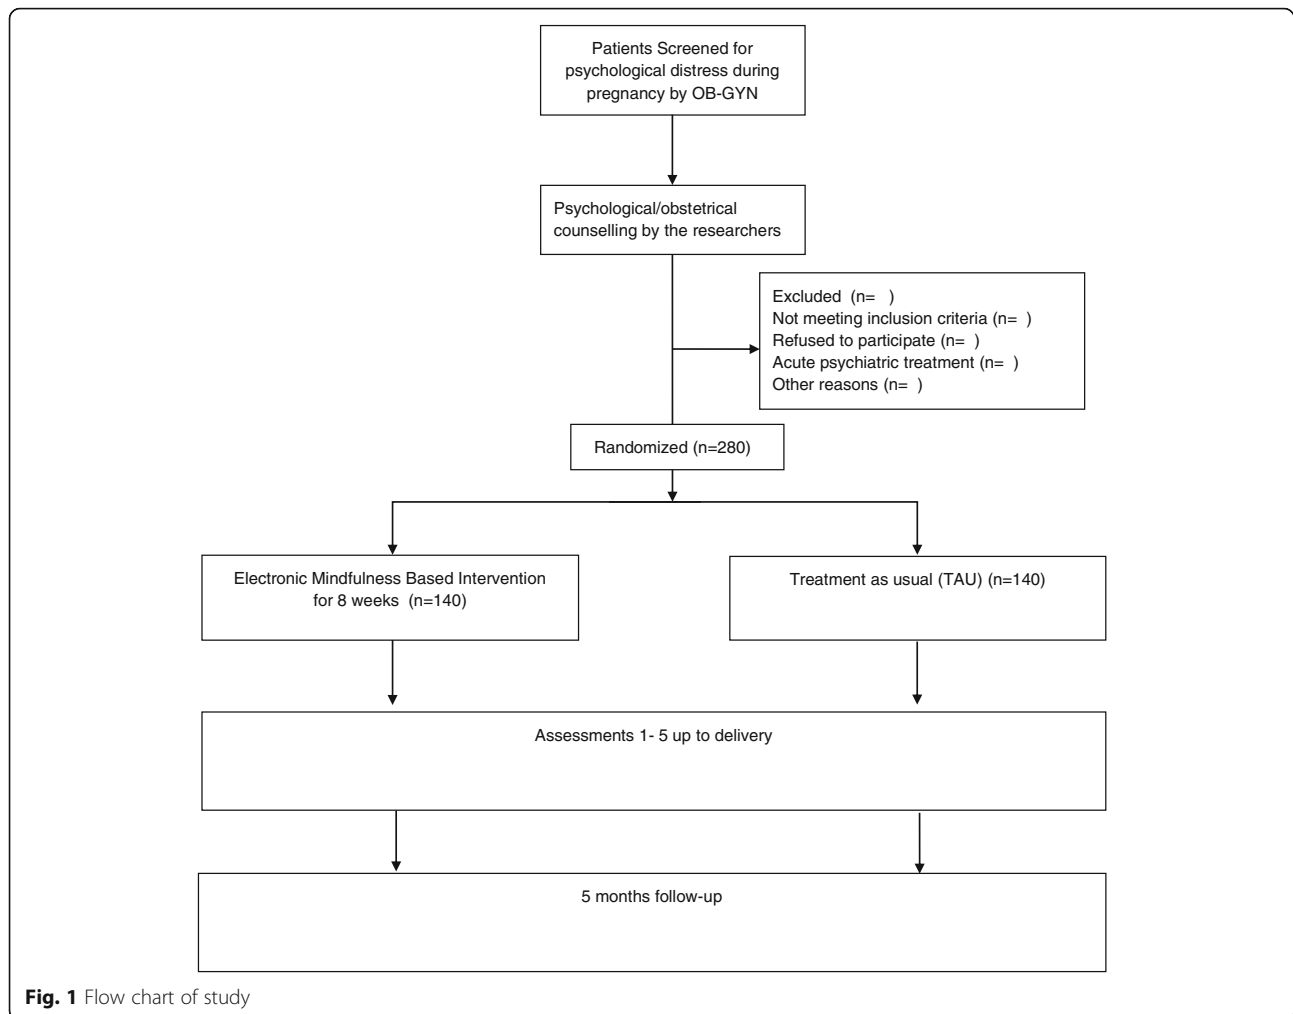 Patients Screened for
psychological distress during
pregnancy by OB-GYN
Psychological/obstetrical
counselling by the researchers
Excluded (n= )
Not meeting inclusion criteria (n= )
Refused to participate (n= )
Acute psychiatric treatment (n= )
Other reasons (n= )
Randomized (n=280)
Electronic Mindfulness Based Intervention
for 8 weeks (n=140)
Treatment as usual (TAU) (n=140)
Assessments 1- 5 up to delivery
5 months follow-up
Fig. 1 Flow chart of study